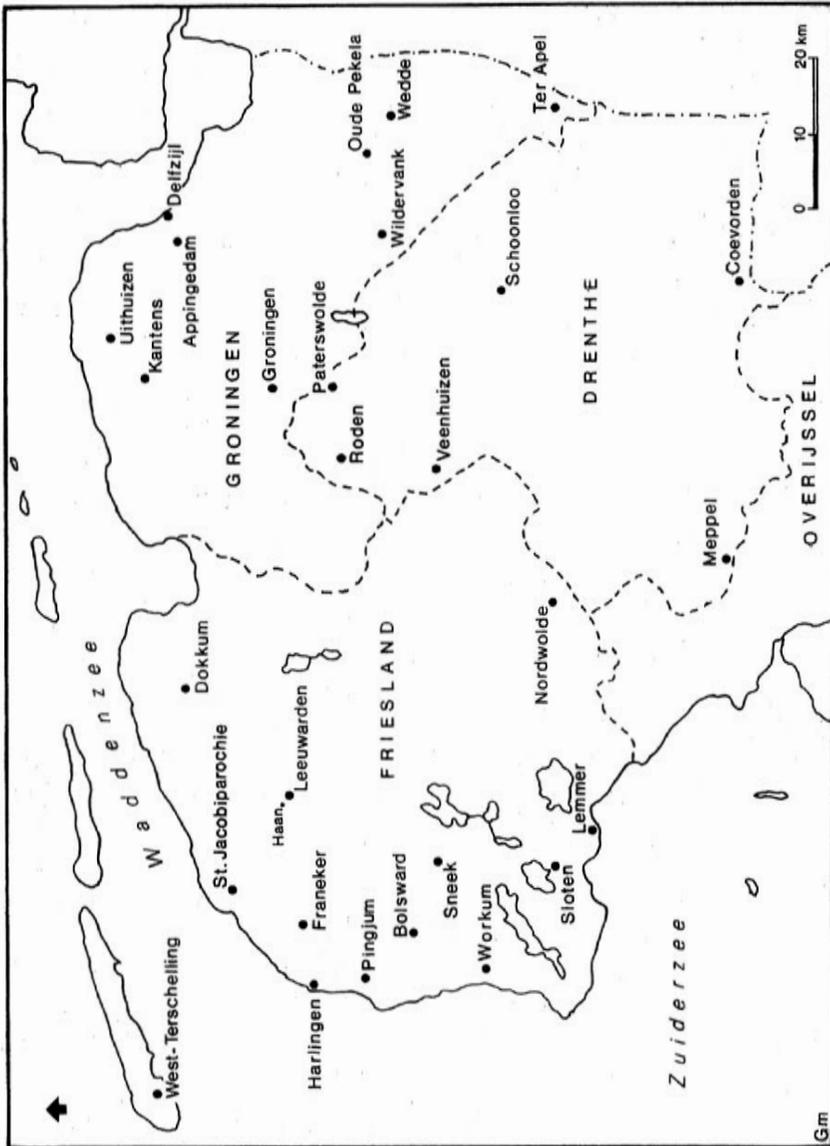 West-Terschelling
Waddenzee
Uithuizen
Kantens
Delfzijl
Appingedam
Dokkum
St. Jacobiparochie
GRONINGEN
Groningen
Haan.
Leeuwarden
Franeker
Harlingen
Paterswolde
Roden
Oude Pekela
Wedde
Wildervank
Pingjum
FRIESLAND
Bolsward
Sneek
Veenhuizen
Workum
Schoonloo
Ter Apel
Nordwolde
Sloten
Lemmer
DRENTHE
Zuiderzee
Meppel
Coevorden
OVERIJSSEL
0 10 20 km
Gm